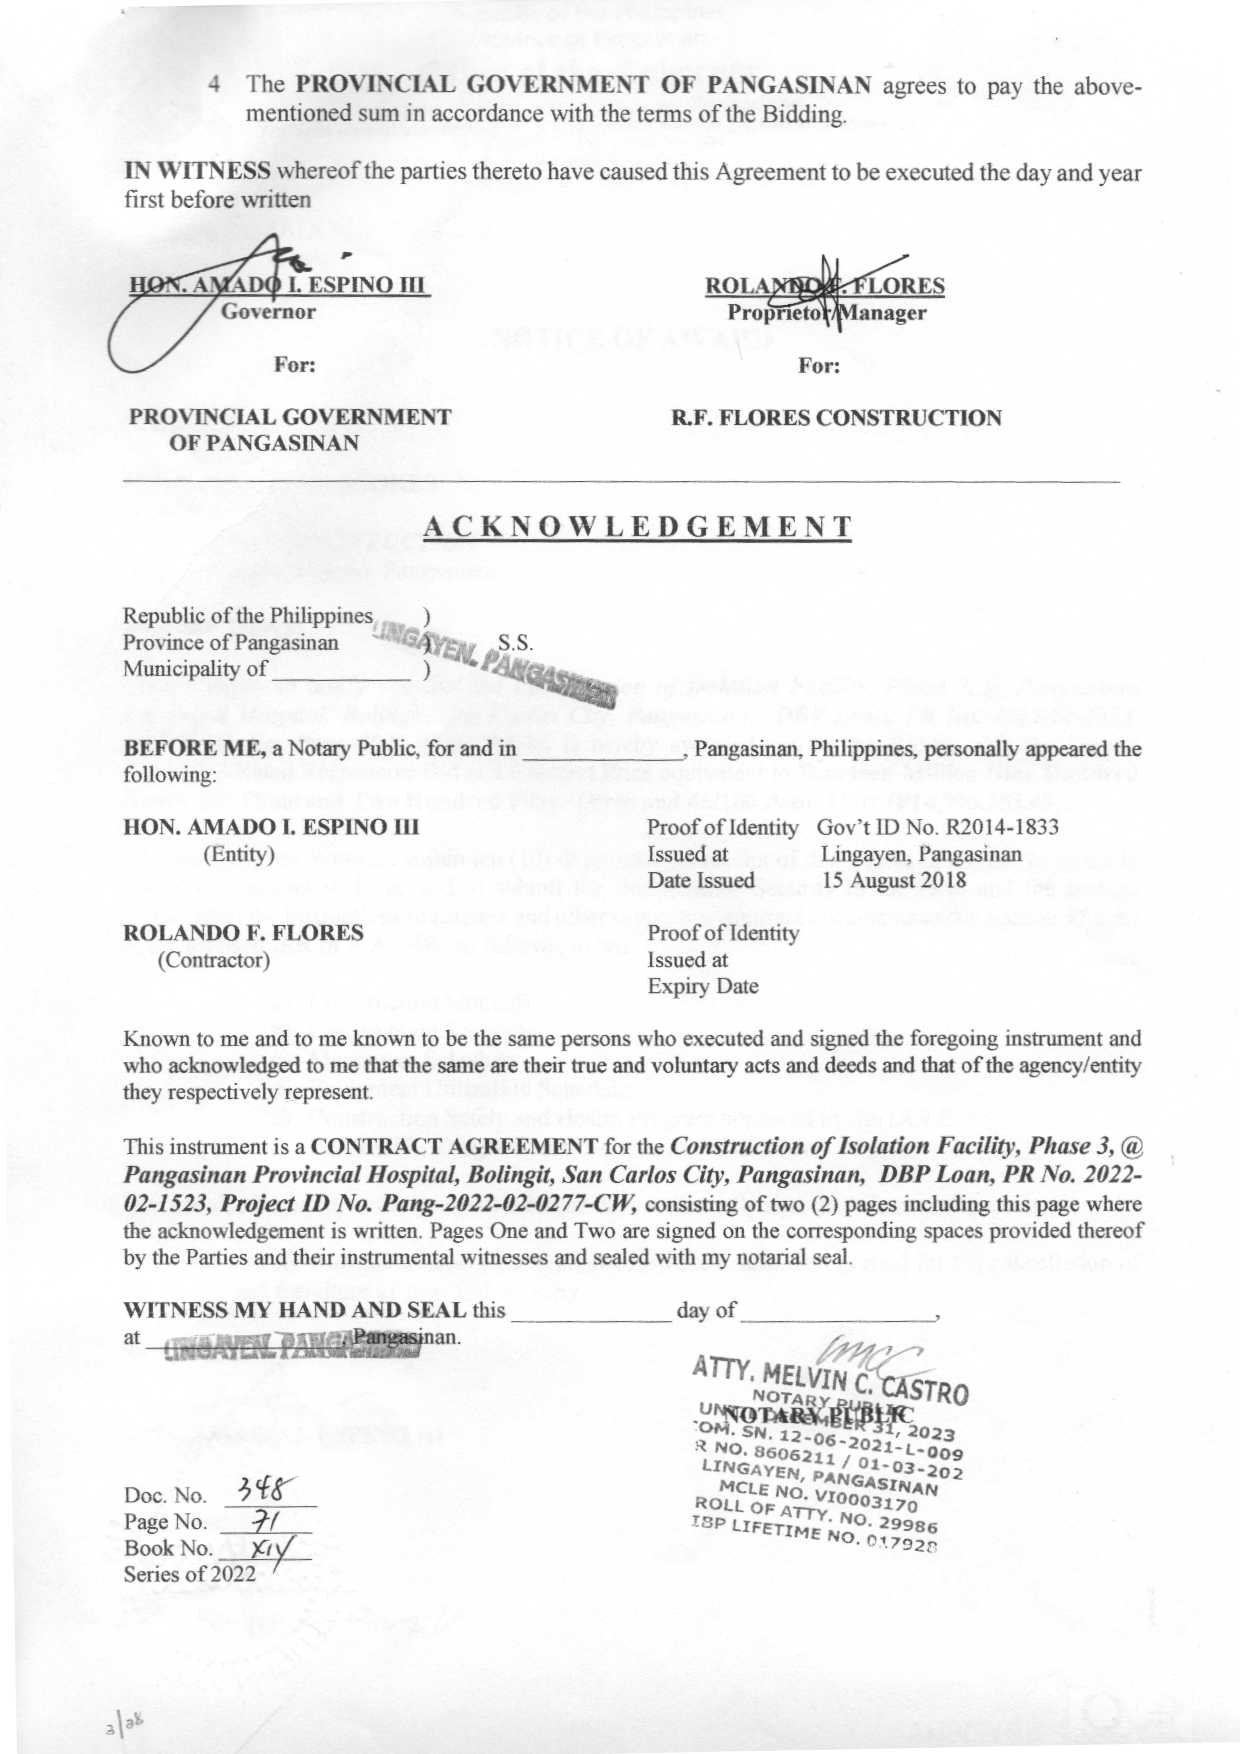 4 The PROVINCIAL GOVERNMENT OF PANGASINAN agrees to pay the above-
mentioned sum in accordance with the terms of the Bidding.
IN WITNESS whereof the parties thereto have caused this Agreement to be executed the day and year
first before written
HON. AMADO I. ESPINO III
Governor
For:
PROVINCIAL GOVERNMENT
OF PANGASINAN
ROLANDO F. FLORES
Proprietor/Manager
For:
R.F. FLORES CONSTRUCTION
ACKNOWLEDGEMENT
Republic of the Philippines )
Province of Pangasinan ) S.S.
Municipality of ____________ )
LINGAYEN, PANGASINAN
BEFORE ME, a Notary Public, for and in ______________, Pangasinan, Philippines, personally appeared the
following:
HON. AMADO I. ESPINO III Proof of Identity Gov't ID No. R2014-1833
(Entity) Issued at Lingayen, Pangasinan
Date Issued 15 August 2018
ROLANDO F. FLORES Proof of Identity
(Contractor) Issued at
Expiry Date
Known to me and to me known to be the same persons who executed and signed the foregoing instrument and
who acknowledged to me that the same are their true and voluntary acts and deeds and that of the agency/entity
they respectively represent.
This instrument is a CONTRACT AGREEMENT for the Construction of Isolation Facility, Phase 3, @
Pangasinan Provincial Hospital, Bolingit, San Carlos City, Pangasinan, DBP Loan, PR No. 2022-
02-1523, Project ID No. Pang-2022-02-0277-CW, consisting of two (2) pages including this page where
the acknowledgement is written. Pages One and Two are signed on the corresponding spaces provided thereof
by the Parties and their instrumental witnesses and sealed with my notarial seal.
WITNESS MY HAND AND SEAL this ______________ day of _________________,
at _________________, Pangasinan.
LINGAYEN, PANGASINAN
ATTY. MELVIN C. CASTRO
NOTARY PUBLIC
NOTARY PUBLIC
UNTIL DECEMBER 31, 2023
COM. SN. 12-06-2021-L-009
R NO. 8606211 / 01-03-202
LINGAYEN, PANGASINAN
MCLE NO. VI0003170
ROLL OF ATTY. NO. 29986
IBP LIFETIME NO. 017928
Doc. No. 348
Page No. 71
Book No. XIV
Series of 2022
3/28